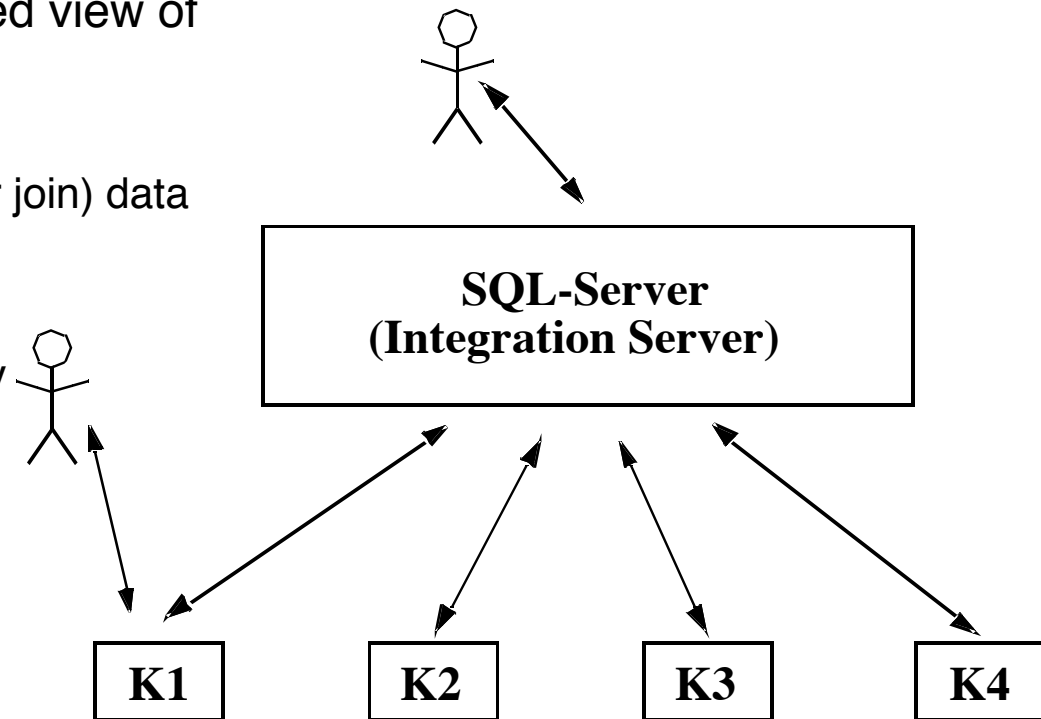 ed view of
join) data
SQL-Server
(Integration Server)
K1
K2
K3
K4